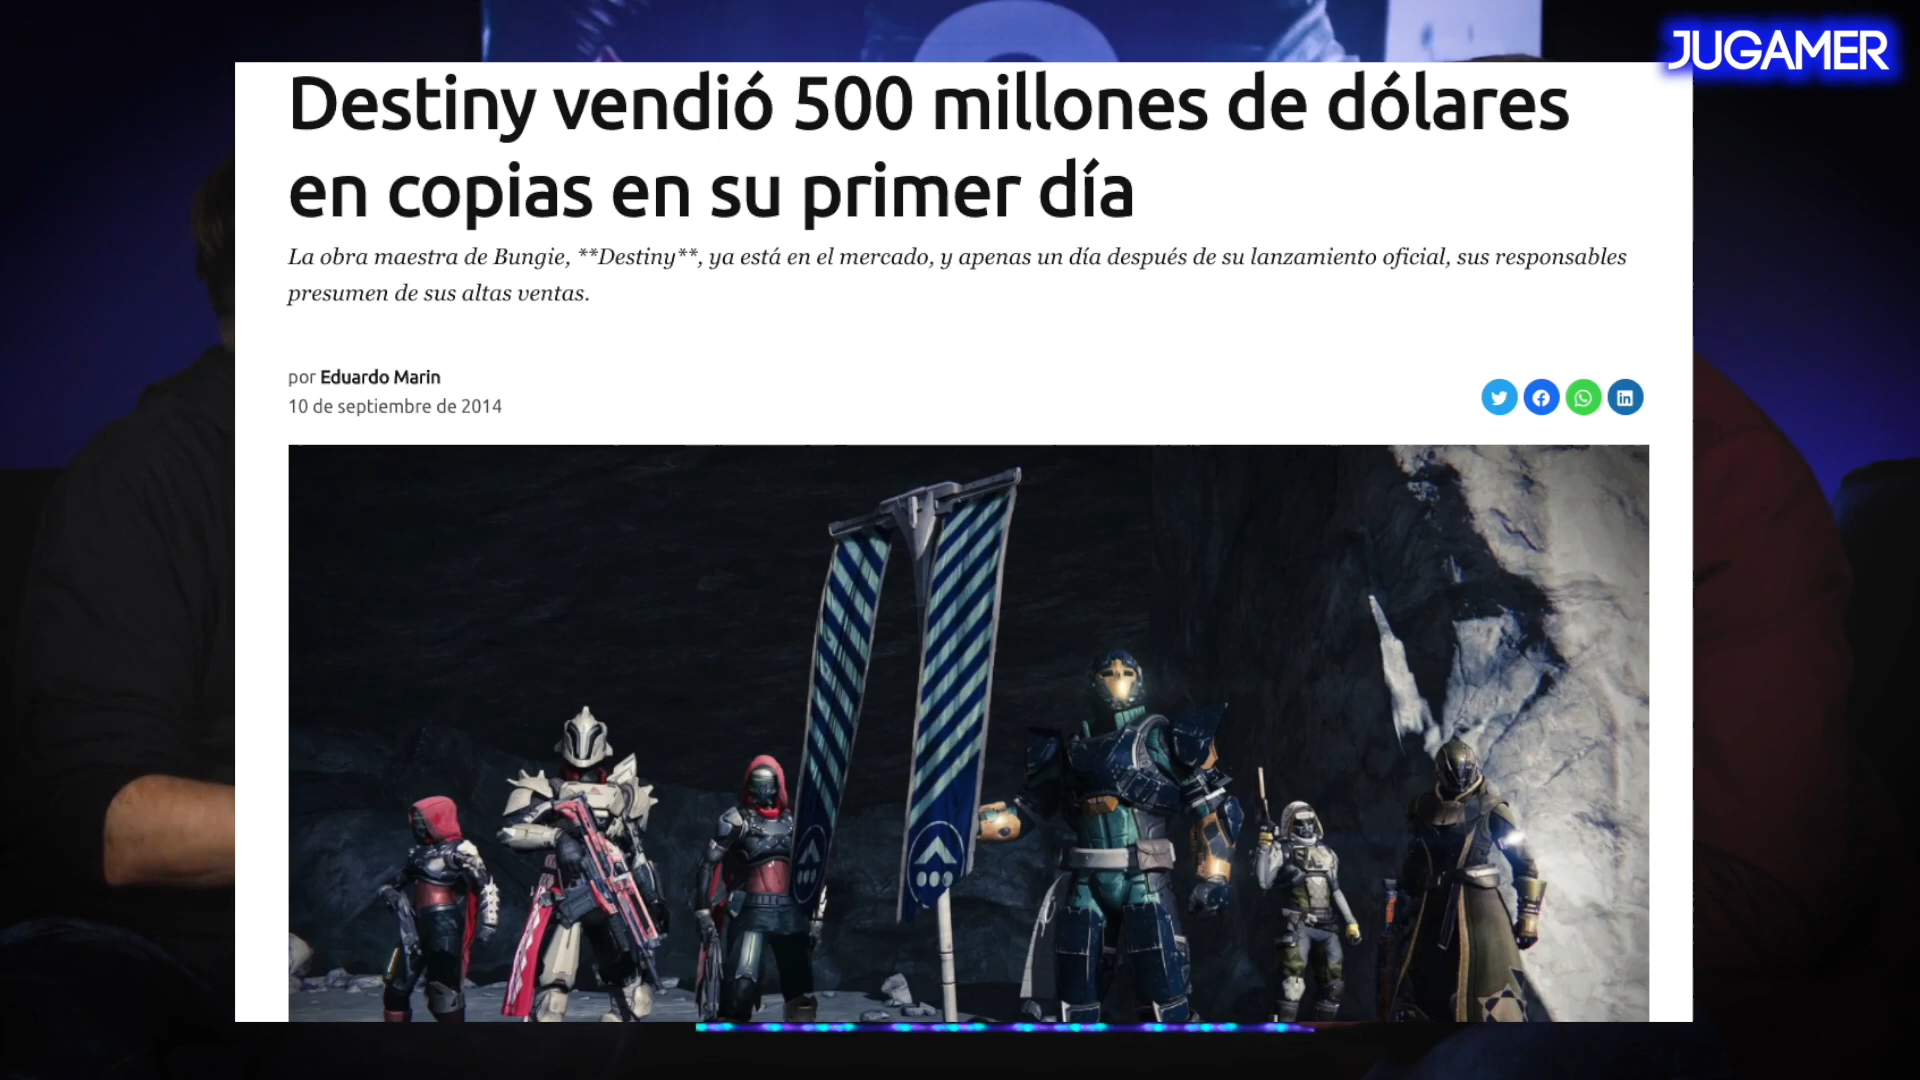 JUGAMER
Destiny vendió 500 millones de dólares
en copias en su primer día
La obra maestra de Bungie, **Destiny**, ya está en el mercado, y apenas un día después de su lanzamiento oficial, sus responsables
presumen de sus altas ventas.
por Eduardo Marin
10 de septiembre de 2014